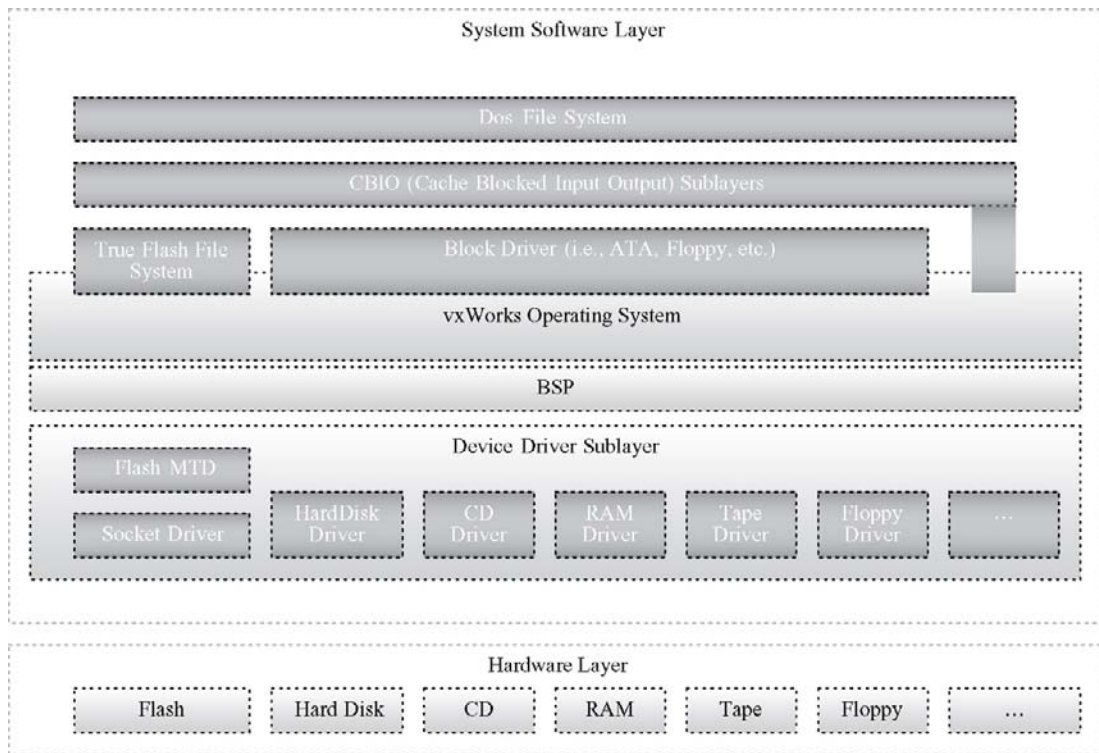 System Software Layer
Dos File System
CBIO (Cache Blocked Input Output) Sublayers
True Flash File
System
Block Driver (i.e., ATA, Floppy, etc.)
vxWorks Operating System
BSP
Device Driver Sublayer
Flash MTD
Socket Driver
HardDisk
Driver
CD
Driver
RAM
Driver
Tape
Driver
Floppy
Driver
...
Hardware Layer
Flash
Hard Disk
CD
RAM
Tape
Floppy
...